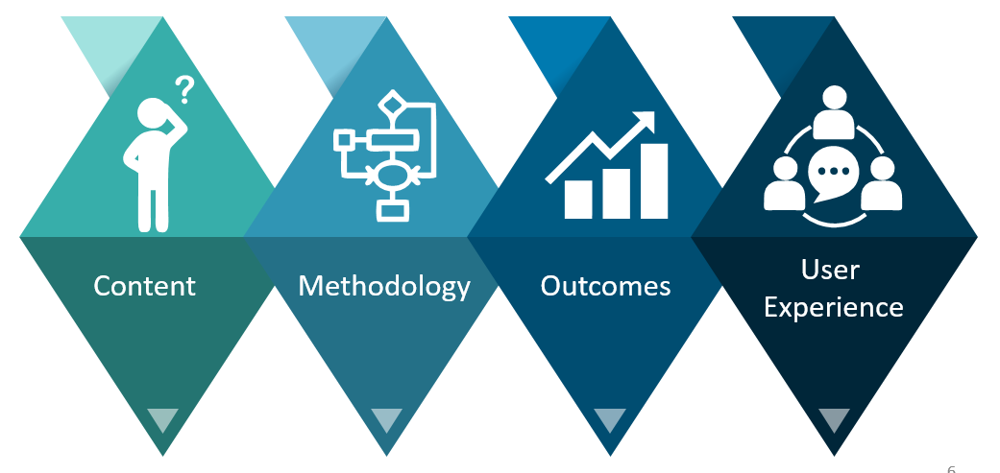 ?
Content
Methodology
Outcomes
User
Experience
6